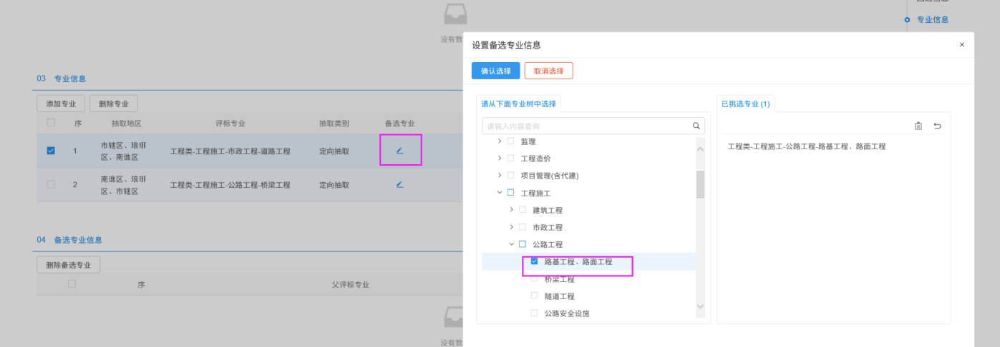 专业信息
没有数
设置备选专业信息
×
确认选择 取消选择
03 专业信息
添加专业 删除专业
序 抽取地区 评标专业 抽取类别 备选专业
1 市辖区、琅琊区、南谯区 工程类-工程施工-市政工程-道路工程 定向抽取
2 南谯区、琅琊区、市辖区 工程类-工程施工-公路工程-桥梁工程 定向抽取
04 备选专业信息
删除备选专业
序 父评标专业
没有数
请从下面专业树中选择
请输入内容查询
监理
工程造价
项目管理(含代建)
工程施工
建筑工程
市政工程
公路工程
路基工程、路面工程
桥梁工程
隧道工程
公路安全设施
已挑选专业 (1)
工程类-工程施工-公路工程-路基工程、路面工程